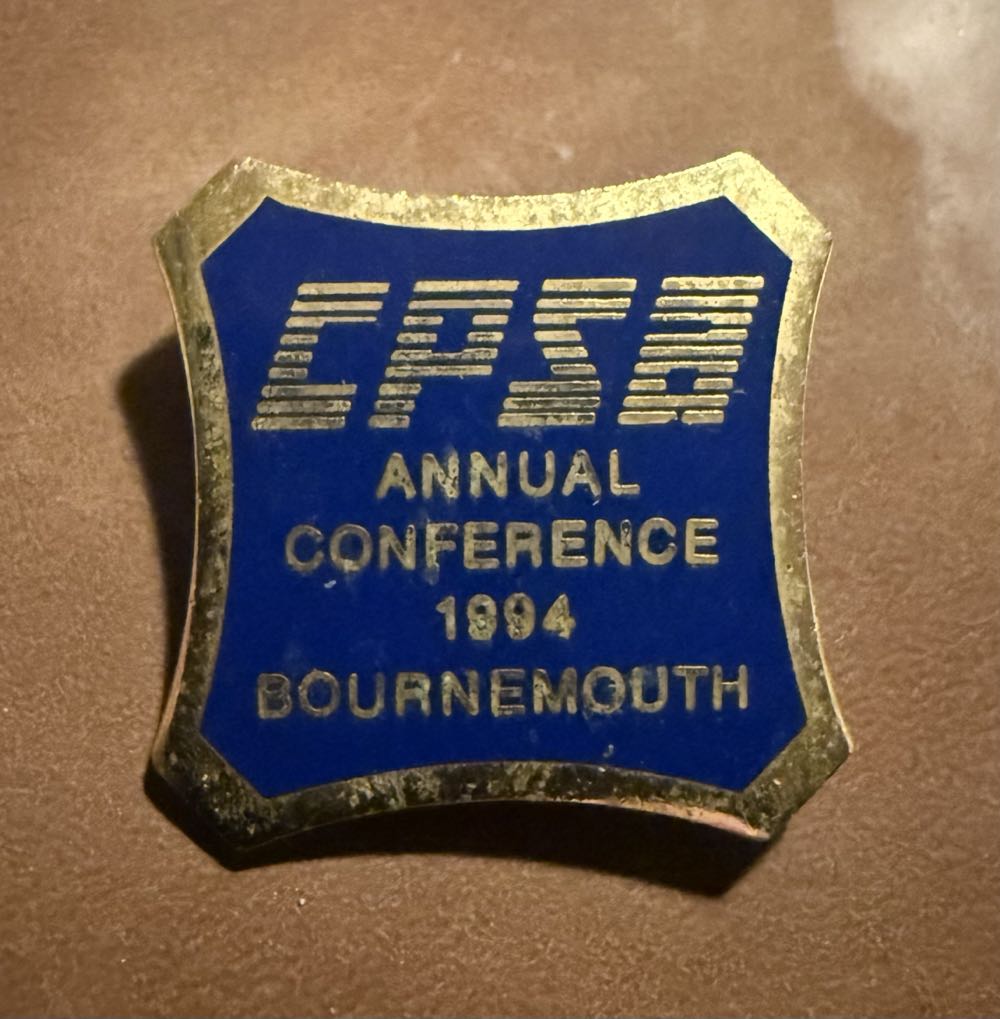 CPSA
ANNUAL
CONFERENCE
1994
BOURNEMOUTH